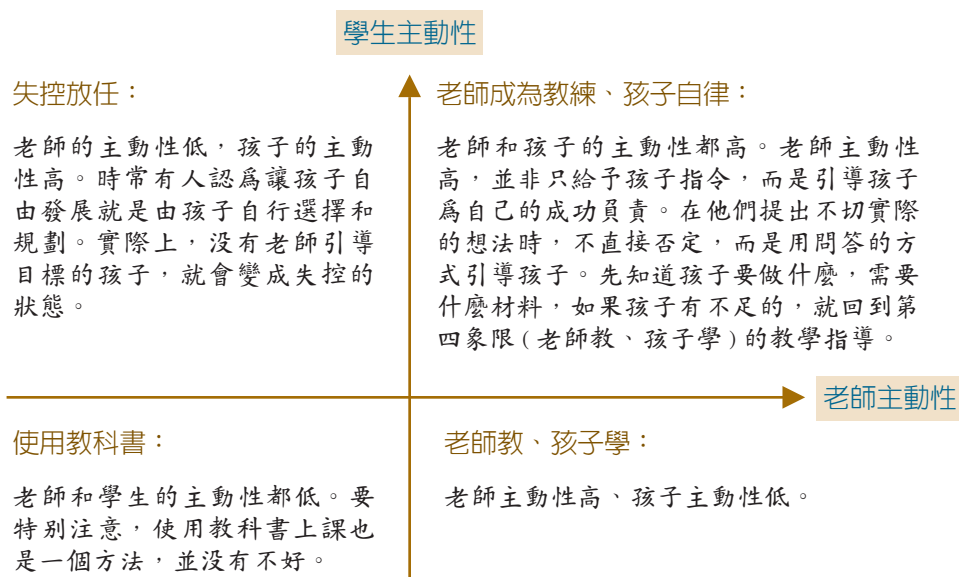 學生主動性
失控放任：
老師的主動性低，孩子的主動
性高。時常有人認爲讓孩子自
由發展就是由孩子自行選擇和
規劃。實際上，没有老師引導
目標的孩子，就會變成失控的
狀態。
老師成為教練、孩子自律：
老師和孩子的主動性都高。老師主動性
高，並非只給予孩子指令，而是引導孩子
爲自己的成功負責。在他們提出不切實際
的想法時，不直接否定，而是用問答的方
式引導孩子。先知道孩子要做什麼，需要
什麼材料，如果孩子有不足的，就回到第
四象限(老師教、孩子學)的教學指導。
老師主動性
使用教科書：
老師和學生的主動性都低。要
特别注意，使用教科書上課也
是一個方法，並没有不好。
老師教、孩子學：
老師主動性高、孩子主動性低。